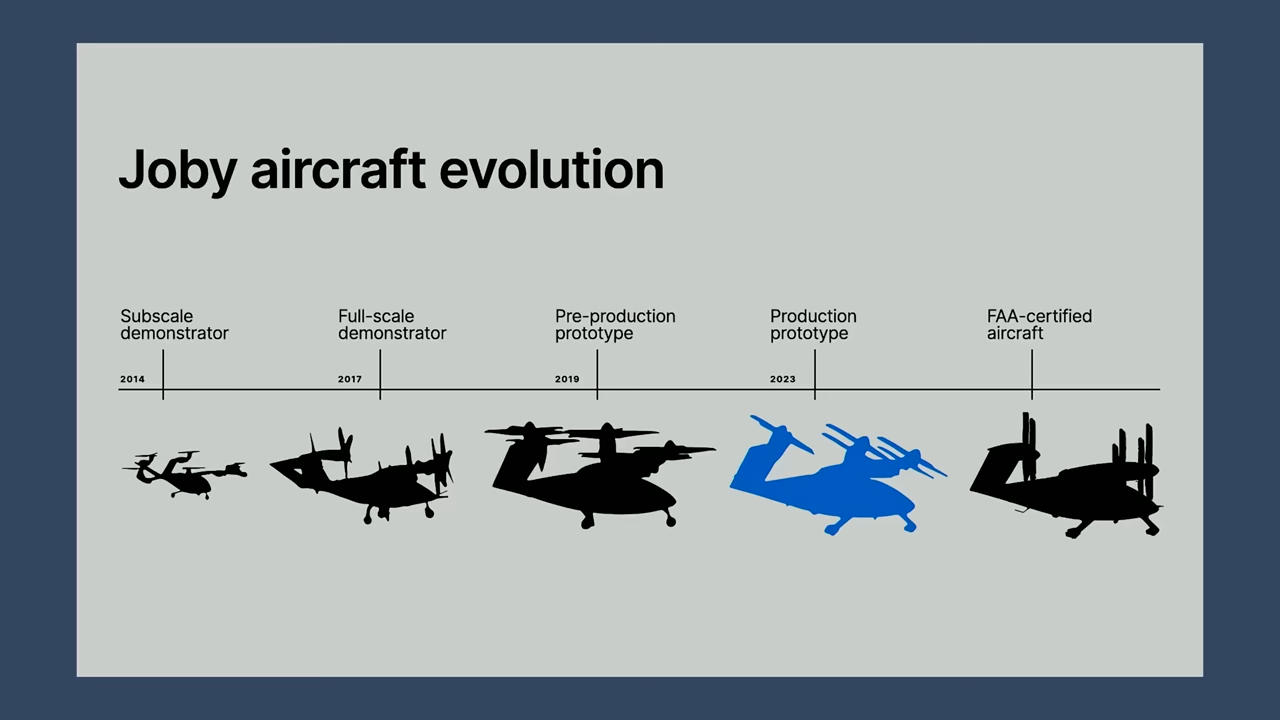 Joby aircraft evolution
Subscale
demonstrator
2014
Full-scale
demonstrator
2017
Pre-production
prototype
2019
Production
prototype
2023
FAA-certified
aircraft